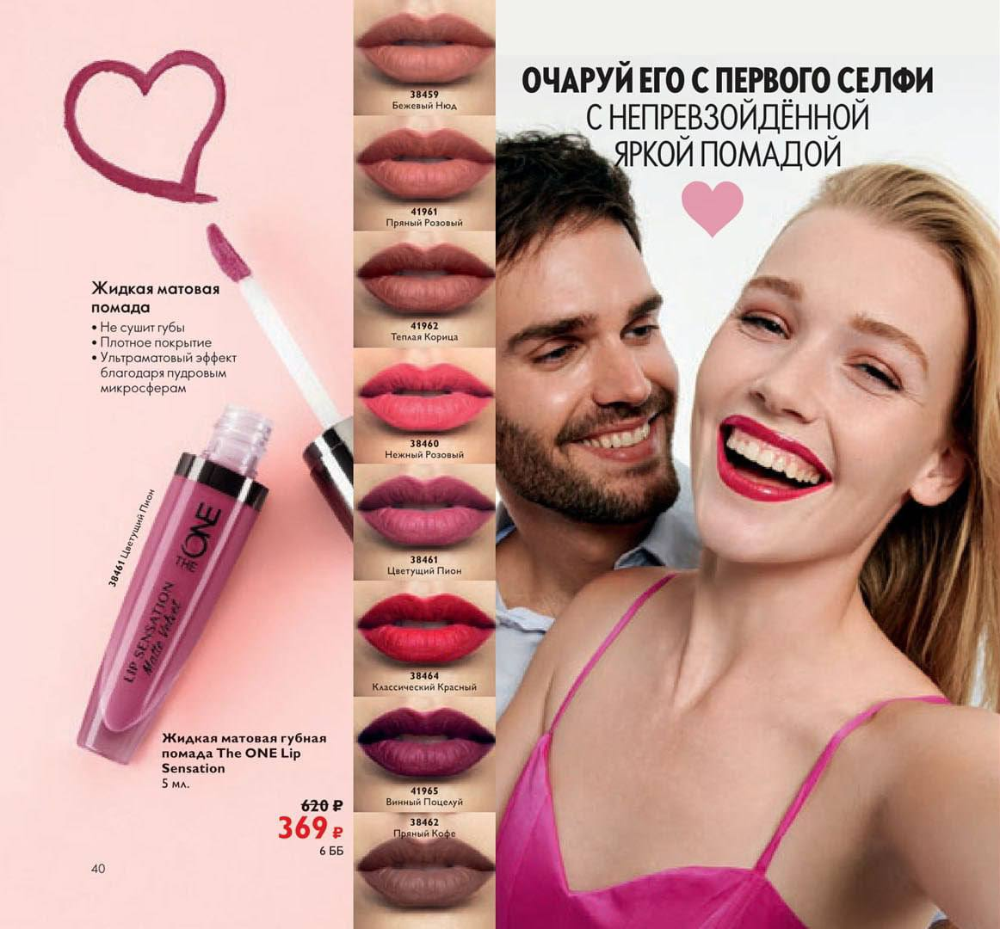 Жидкая матовая
помада
• Не сушит губы
• Плотное покрытие
• Ультраматовый эффект
благодаря пудровым
микросферам
38461 Цветущий Пион
THE ONE
LIP SENSATION
Matte Velvet
Жидкая матовая губная
помада The ONE Lip
Sensation
5 мл.
620 ₽
369 ₽
6 ББ
40
38459
Бежевый Нюд
41961
Пряный Розовый
41962
Теплая Корица
38460
Нежный Розовый
38461
Цветущий Пион
38464
Классический Красный
41965
Винный Поцелуй
38462
Пряный Кофе
ОЧАРУЙ ЕГО С ПЕРВОГО СЕЛФИ
С НЕПРЕВЗОЙДЁННОЙ
ЯРКОЙ ПОМАДОЙ